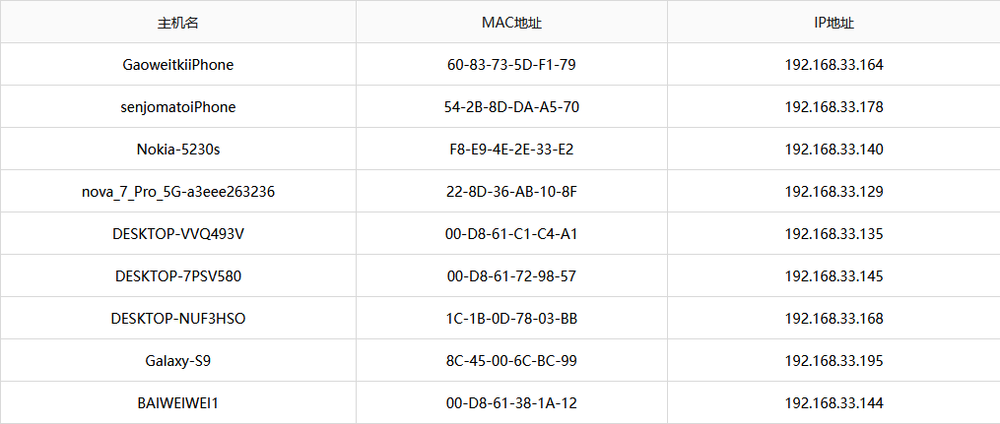 主机名 MAC地址 IP地址
GaoweitkiiPhone 60-83-73-5D-F1-79 192.168.33.164
senjomatoiPhone 54-2B-8D-DA-A5-70 192.168.33.178
Nokia-5230s F8-E9-4E-2E-33-E2 192.168.33.140
nova_7_Pro_5G-a3eee263236 22-8D-36-AB-10-8F 192.168.33.129
DESKTOP-VVQ493V 00-D8-61-C1-C4-A1 192.168.33.135
DESKTOP-7PSV580 00-D8-61-72-98-57 192.168.33.145
DESKTOP-NUF3HSO 1C-1B-0D-78-03-BB 192.168.33.168
Galaxy-S9 8C-45-00-6C-BC-99 192.168.33.195
BAIWEIWEI1 00-D8-61-38-1A-12 192.168.33.144